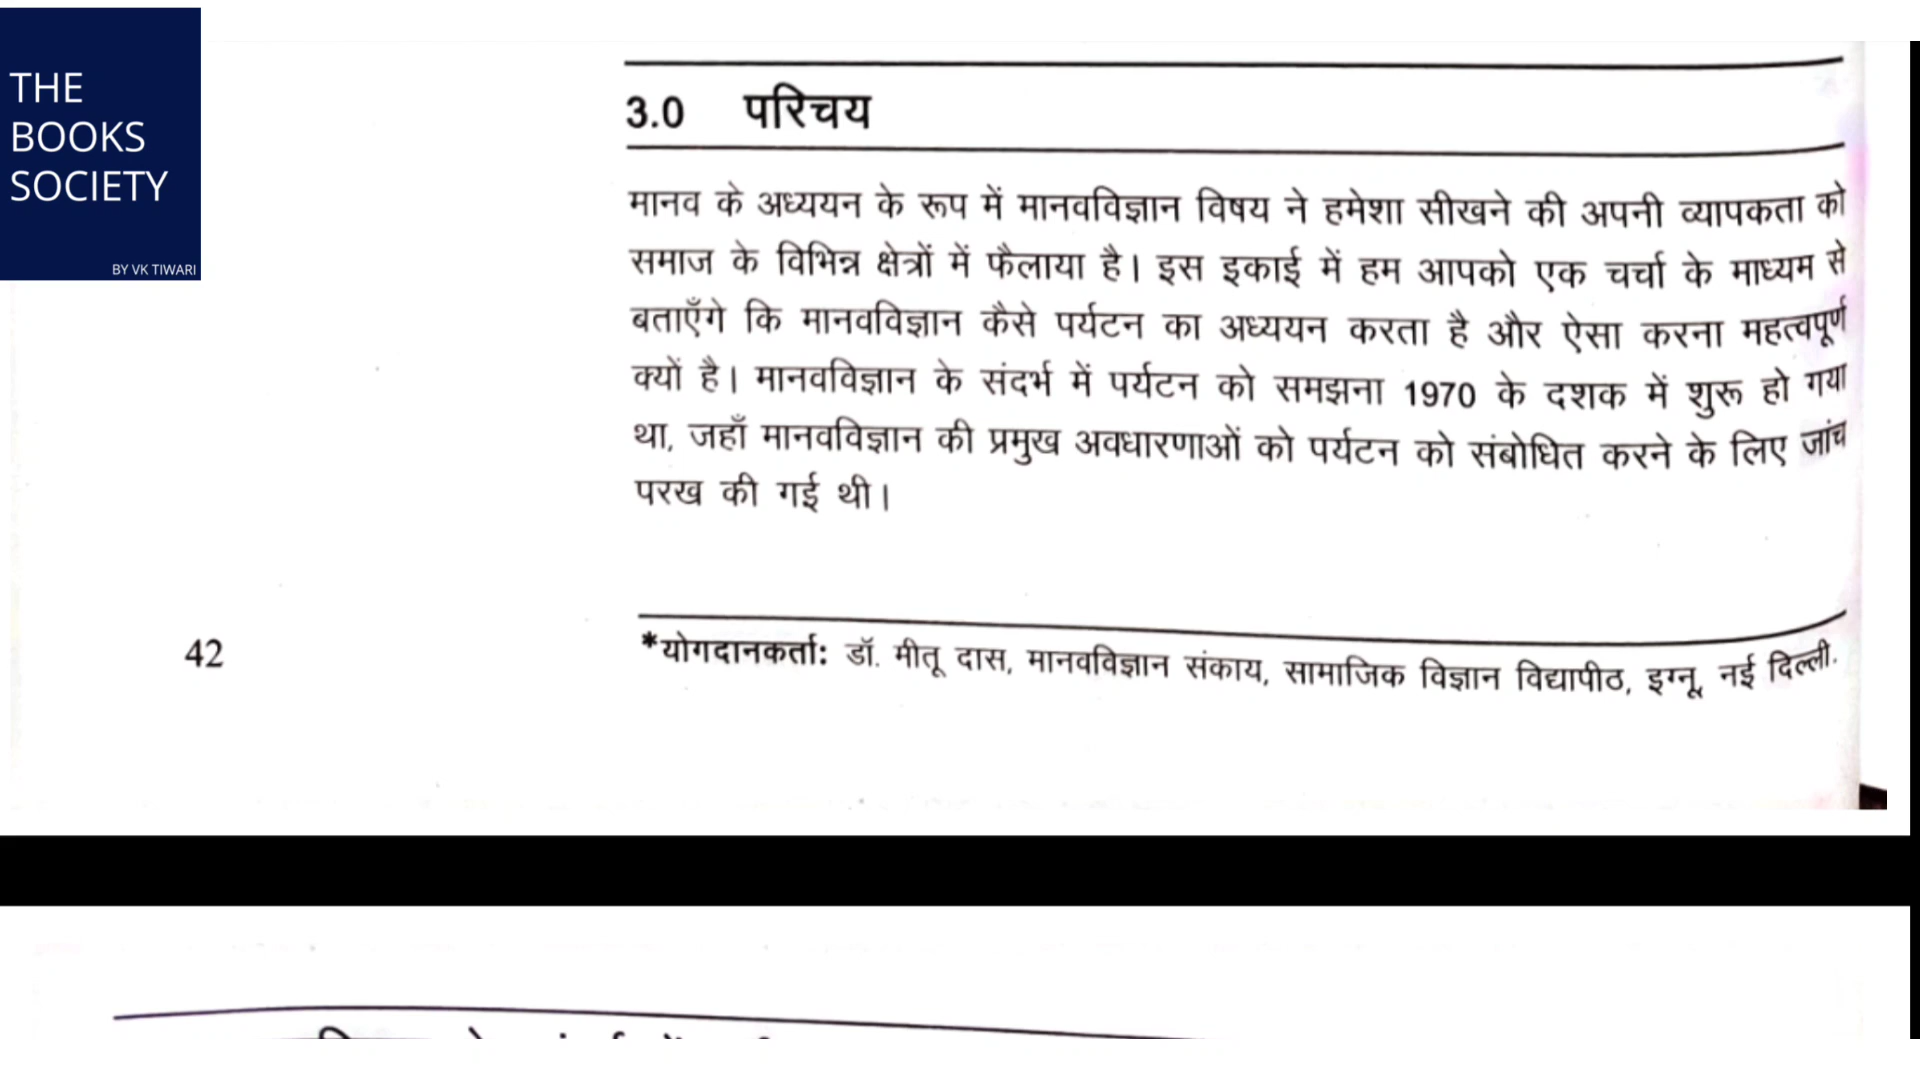 THE
BOOKS
SOCIETY
BY VK TIWARI
3.0 परिचय
मानव के अध्ययन के रूप में मानवविज्ञान विषय ने हमेशा सीखने की अपनी व्यापकता को
समाज के विभिन्न क्षेत्रों में फैलाया है। इस इकाई में हम आपको एक चर्चा के माध्यम से
बताएँगे कि मानवविज्ञान कैसे पर्यटन का अध्ययन करता है और ऐसा करना महत्वपूर्ण
क्यों है। मानवविज्ञान के संदर्भ में पर्यटन को समझना 1970 के दशक में शुरू हो गया
था, जहाँ मानवविज्ञान की प्रमुख अवधारणाओं को पर्यटन को संबोधित करने के लिए जांच
परख की गई थी।
42
*योगदानकर्ता: डॉ. मीतू दास, मानवविज्ञान संकाय, सामाजिक विज्ञान विद्यापीठ, इग्नू, नई दिल्ली.